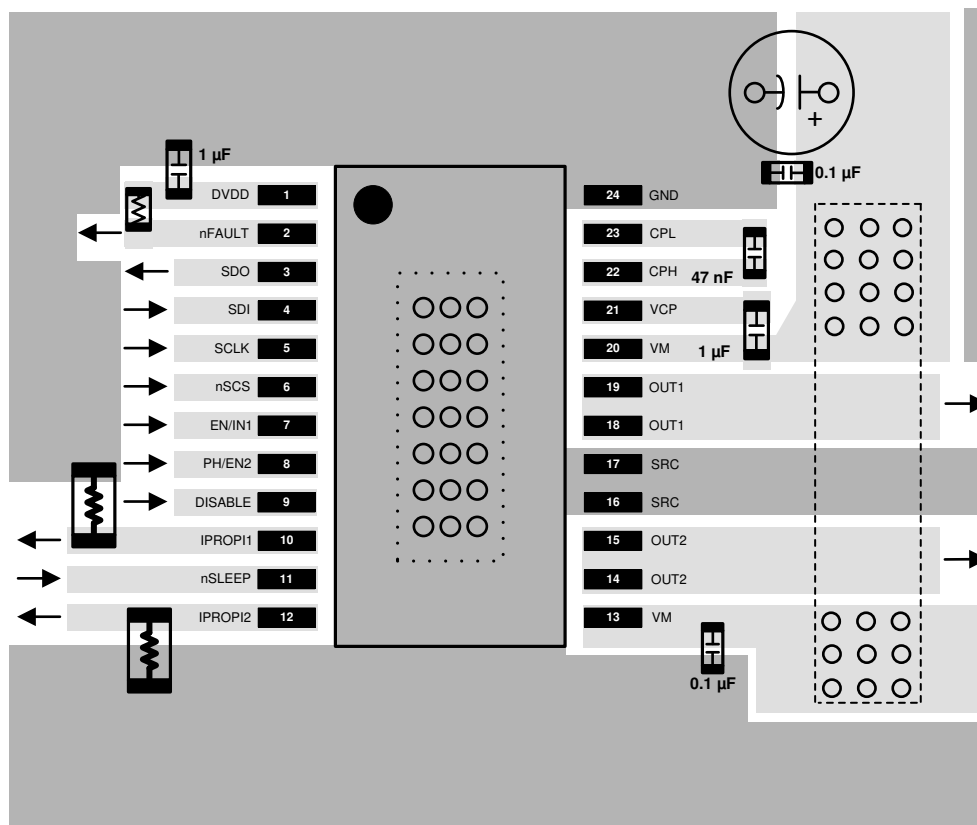 +
0.1 µF
1 µF
DVDD 1
nFAULT 2
SDO 3
SDI 4
SCLK 5
nSCS 6
EN/IN1 7
PH/EN2 8
DISABLE 9
IPROPI1 10
nSLEEP 11
IPROPI2 12
24 GND
23 CPL
22 CPH
47 nF
21 VCP
20 VM
1 µF
19 OUT1
18 OUT1
17 SRC
16 SRC
15 OUT2
14 OUT2
13 VM
0.1 µF